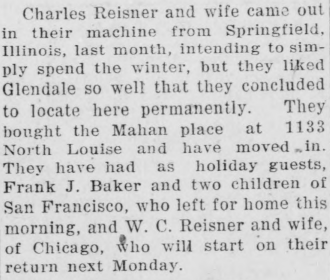 Charles Reisner and wife came out
in their machine from Springfield,
Illinois, last month, intending to sim-
ply spend the winter, but they liked
Glendale so well that they concluded
to locate here permanently. They
bought the Mahan place at 1133
North Louise and have moved in.
They have had as holiday guests,
Frank J. Baker and two children of
San Francisco, who left for home this
morning, and W. C. Reisner and wife,
of Chicago, who will start on their
return next Monday.